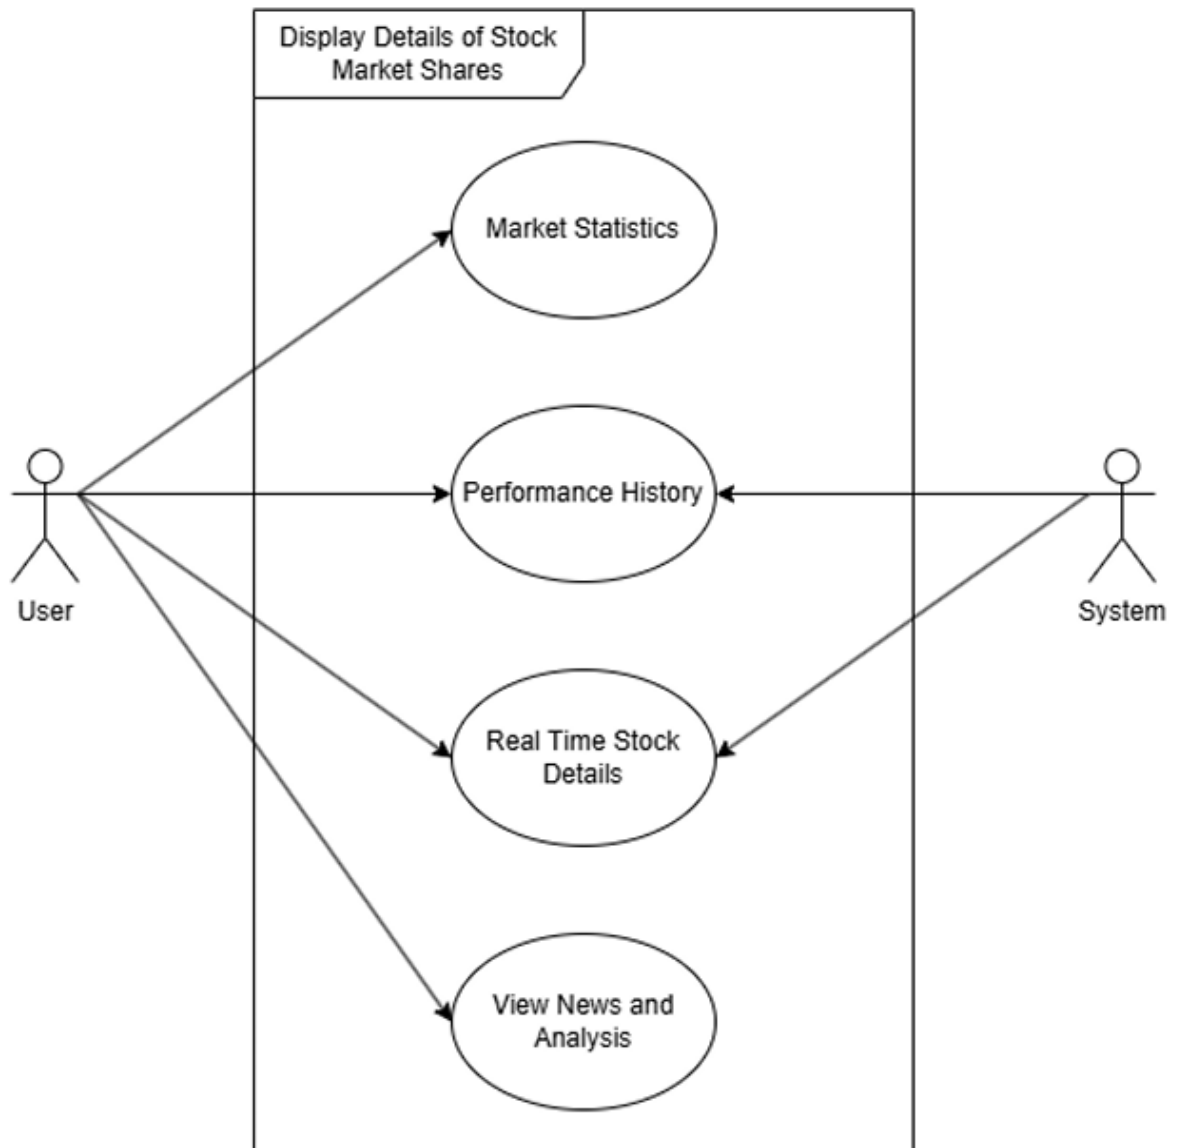 Display Details of Stock
Market Shares
Market Statistics
Performance History
User
System
Real Time Stock
Details
View News and
Analysis